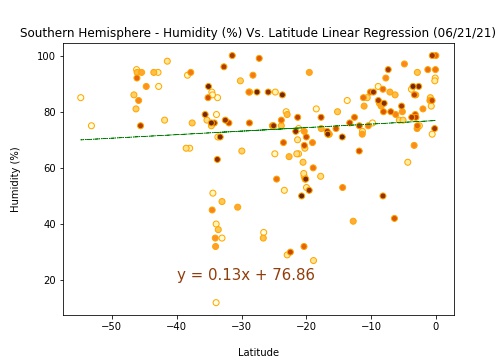 Southern Hemisphere - Humidity (%) Vs. Latitude Linear Regression (06/21/21)
100
80
60
40
20
Humidity (%)
y = 0.13x + 76.86
−50
−40
−30
−20
−10
0
Latitude